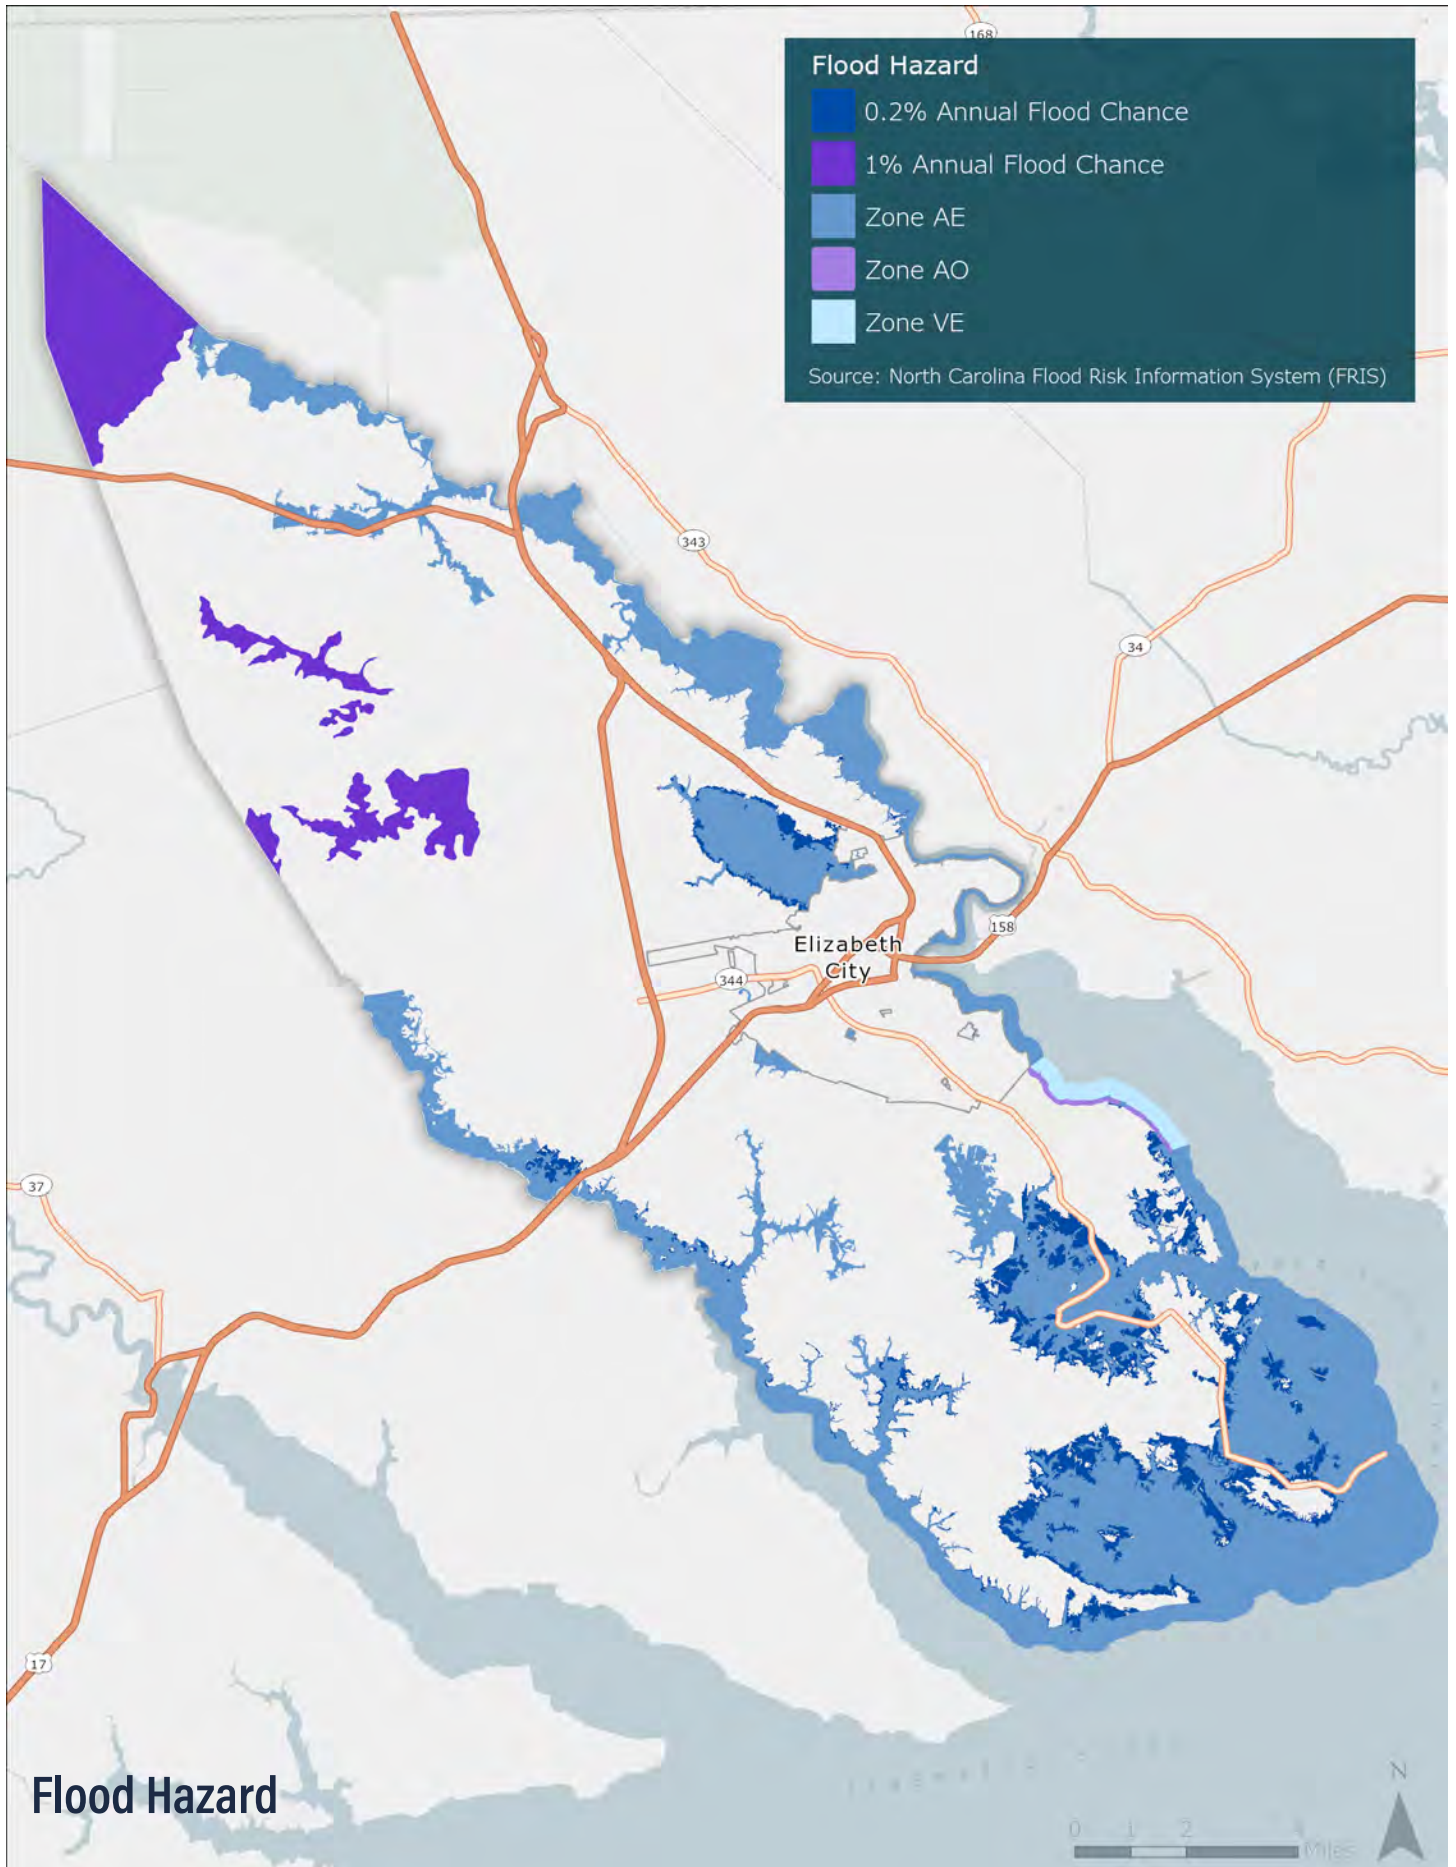 168
Flood Hazard
0.2% Annual Flood Chance
1% Annual Flood Chance
Zone AE
Zone AO
Zone VE
Source: North Carolina Flood Risk Information System (FRIS)
343
34
158
Elizabeth
City
344
37
17
Flood Hazard
N
0 1 2 4
Miles